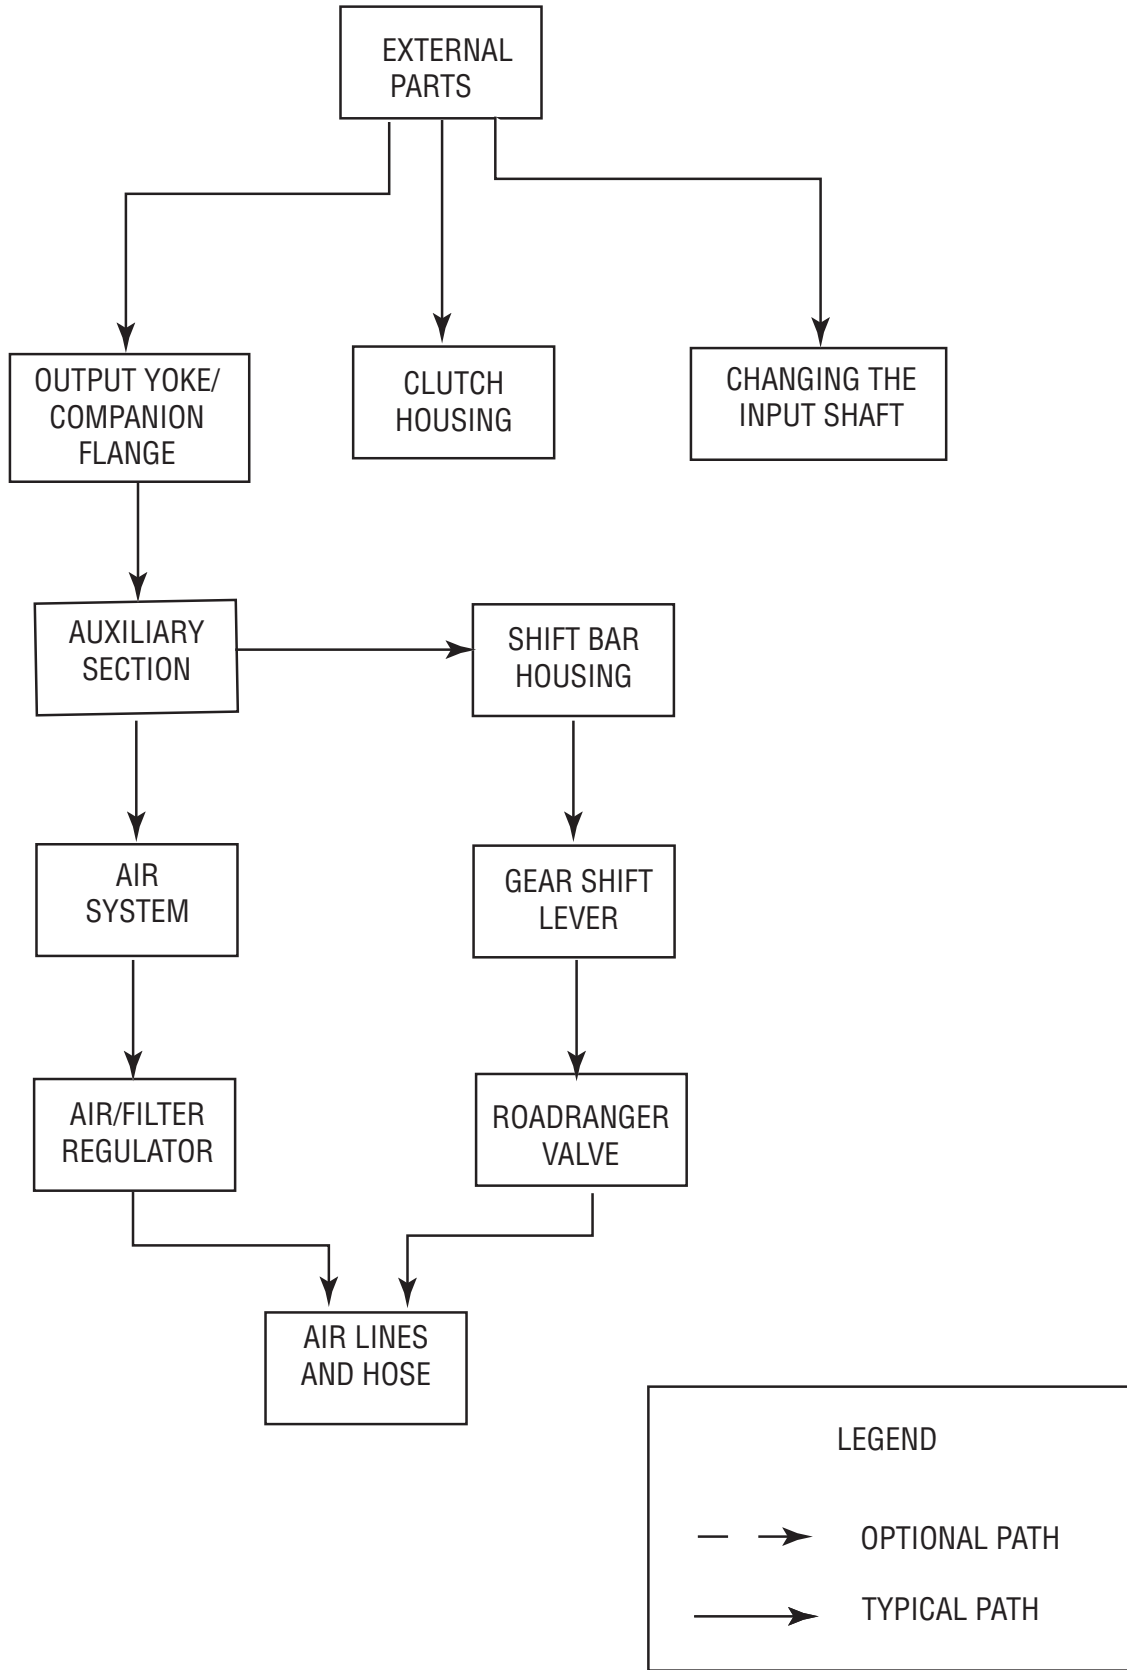 EXTERNAL
PARTS
OUTPUT YOKE/
COMPANION
FLANGE
CLUTCH
HOUSING
CHANGING THE
INPUT SHAFT
AUXILIARY
SECTION
SHIFT BAR
HOUSING
AIR
SYSTEM
GEAR SHIFT
LEVER
AIR/FILTER
REGULATOR
ROADRANGER
VALVE
AIR LINES
AND HOSE
LEGEND
OPTIONAL PATH
TYPICAL PATH